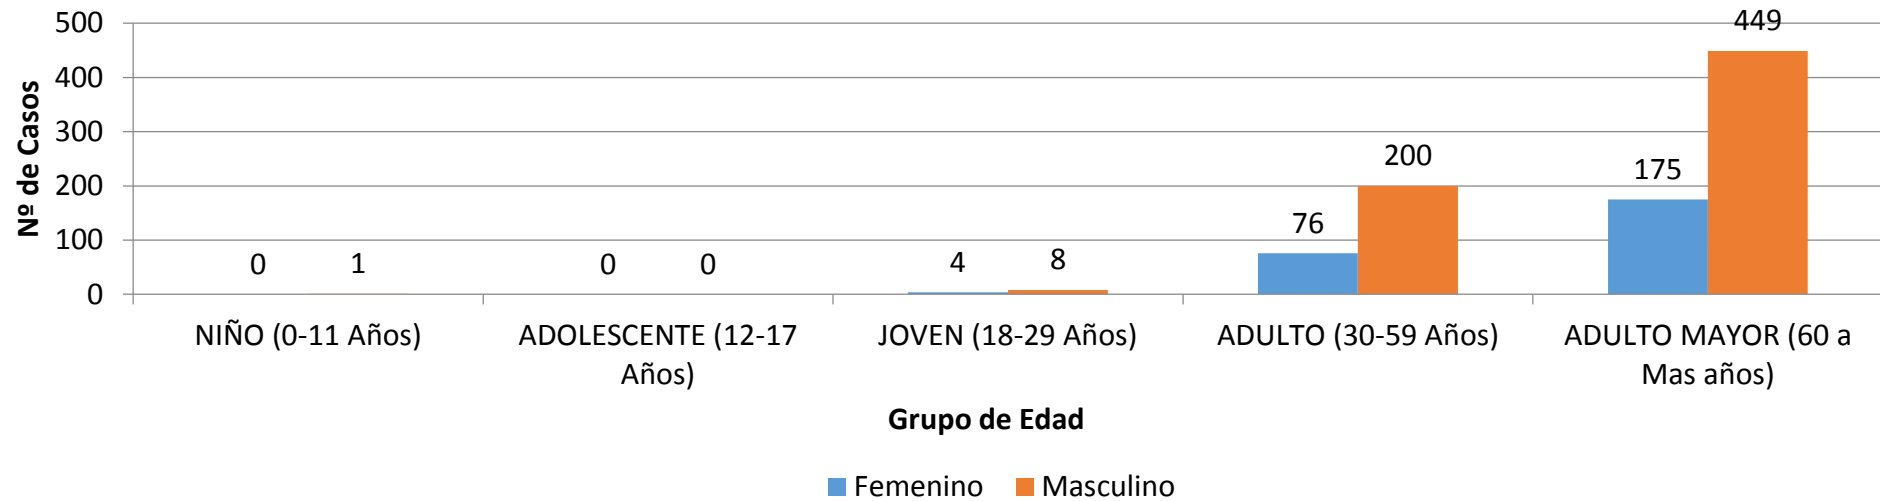 500
400
300
200
100
0
Nº de Casos
0
1
0
0
4
8
76
200
175
449
NIÑO (0-11 Años)
ADOLESCENTE (12-17
Años)
JOVEN (18-29 Años)
ADULTO (30-59 Años)
ADULTO MAYOR (60 a
Mas años)
Grupo de Edad
Femenino
Masculino